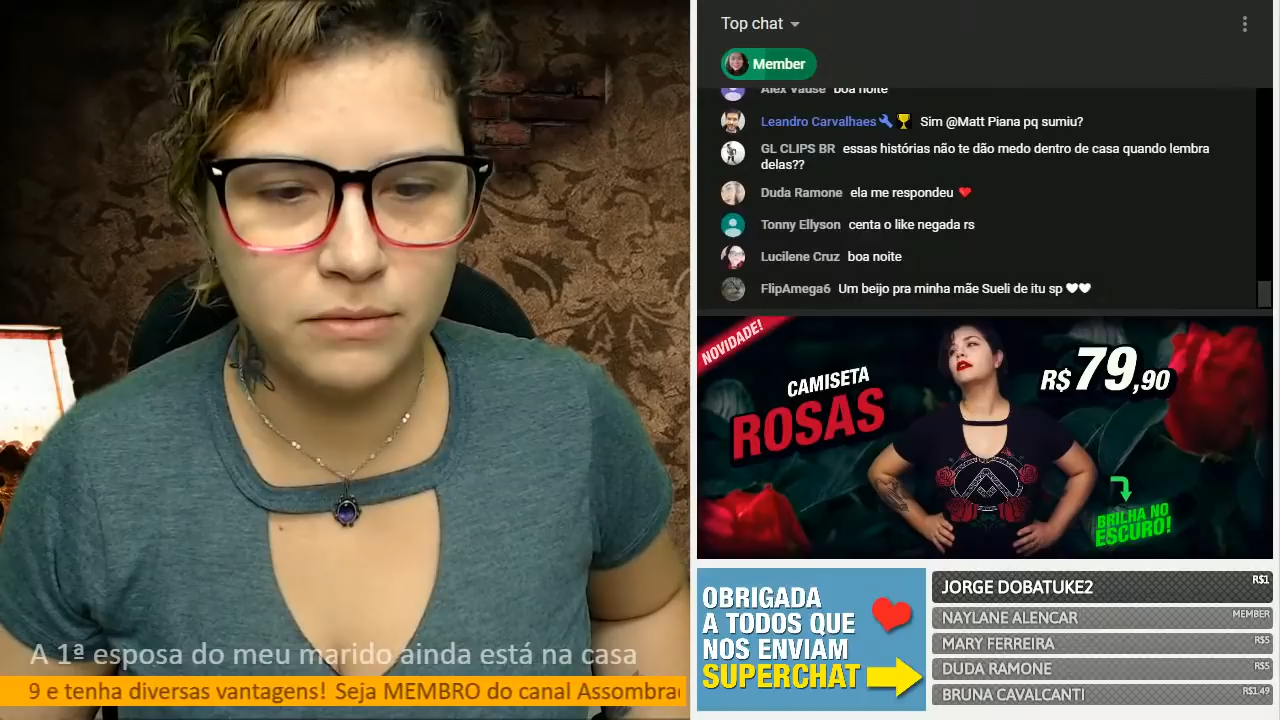 Top chat
Member
Alex Vause boa noite
Leandro Carvalhaes Sim @Matt Piana pq sumiu?
GL CLIPS BR essas histórias não te dão medo dentro de casa quando lembra
delas??
Duda Ramone ela me respondeu
Tonny Ellyson centa o like negada rs
Lucilene Cruz boa noite
FlipAmega6 Um beijo pra minha mãe Sueli de itu sp
NOVIDADE!
CAMISETA
ROSAS
R$ 79,90
BRILHA NO
ESCURO!
OBRIGADA
A TODOS QUE
NOS ENVIAM
SUPERCHAT
JORGE DOBATUKE2 R$1
NAYLANE ALENCAR MEMBER
MARY FERREIRA R$5
DUDA RAMONE R$5
BRUNA CAVALCANTI R$1.49
A 1ª esposa do meu marido ainda está na casa
9 e tenha diversas vantagens! Seja MEMBRO do canal Assombrac